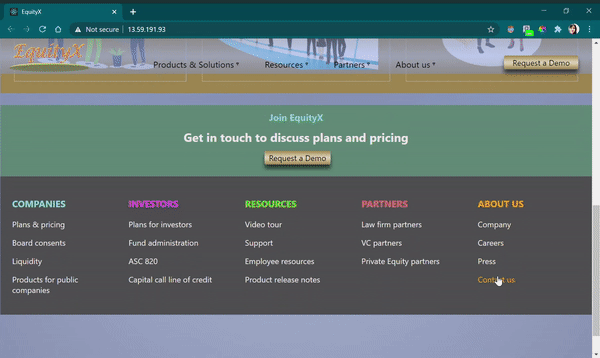 EquityX
Not secure
13.59.191.93
EquityX
Products & Solutions
Resources
Partners
About us
Request a Demo
Join EquityX
Get in touch to discuss plans and pricing
Request a Demo
COMPANIES
Plans & pricing
Board consents
Liquidity
Products for public
companies
INVESTORS
Plans for investors
Fund administration
ASC 820
Capital call line of credit
RESOURCES
Video tour
Support
Employee resources
Product release notes
PARTNERS
Law firm partners
VC partners
Private Equity partners
ABOUT US
Company
Careers
Press
Contact us